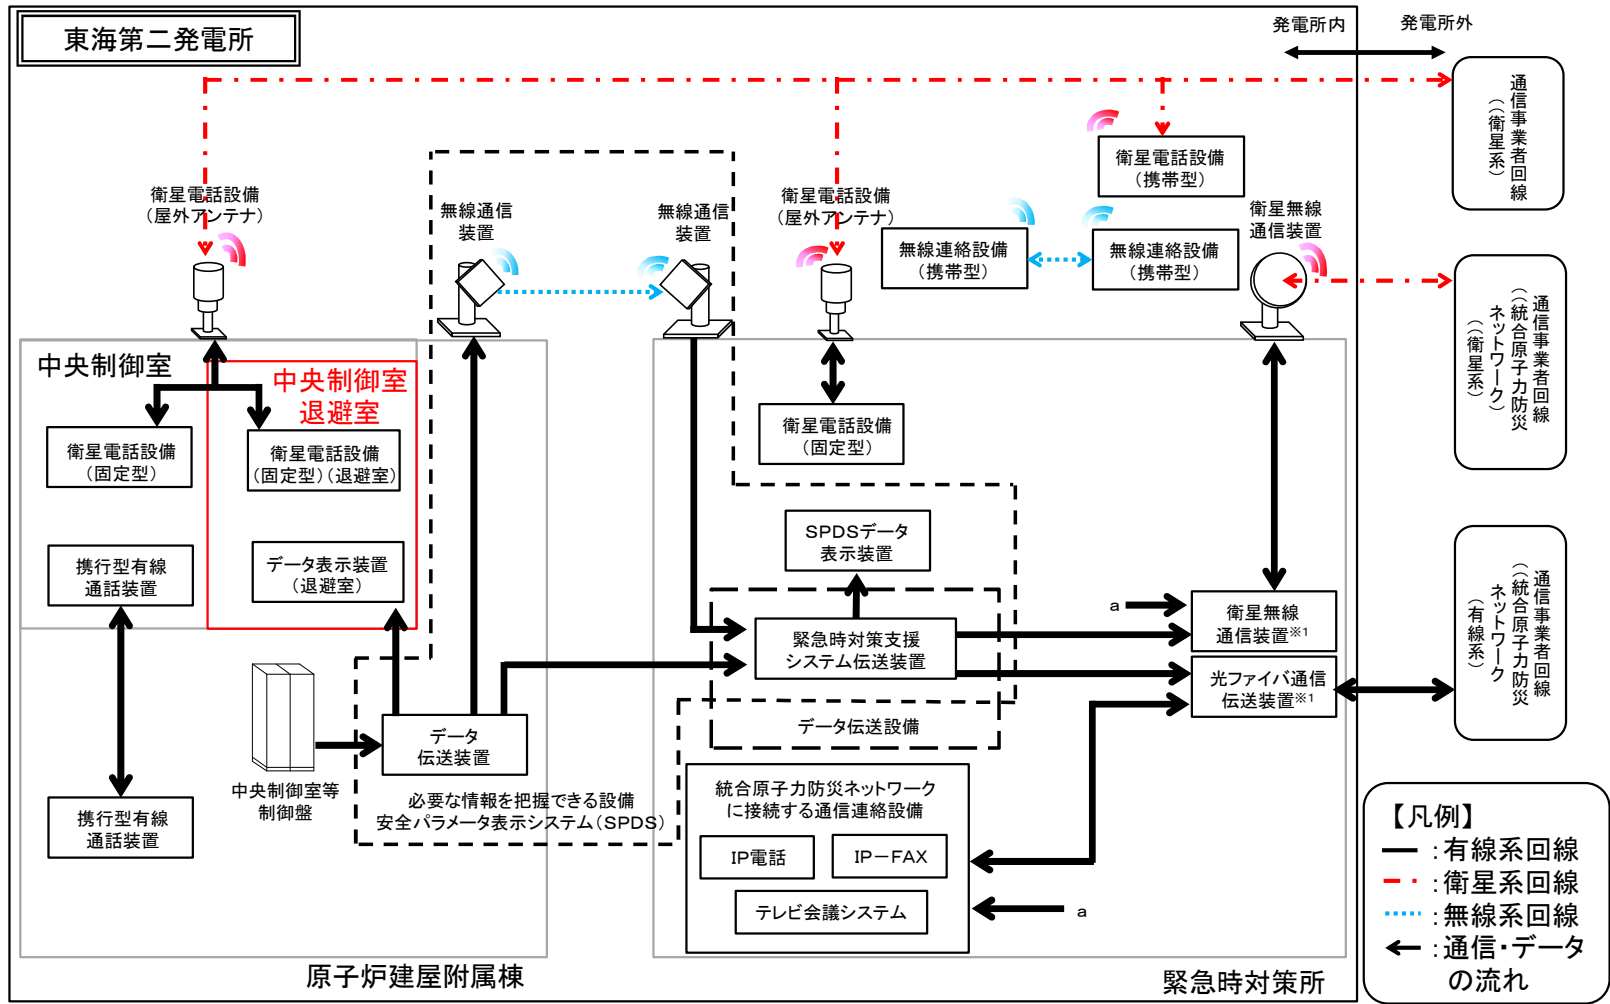 東海第二発電所
発電所内
発電所外
通信事業者回線
((衛星系)
衛星電話設備
(携帯型)
衛星電話設備
(屋外アンテナ)
無線通信
装置
無線通信
装置
衛星電話設備
(屋外アンテナ)
無線連絡設備
(携帯型)
無線連絡設備
(携帯型)
衛星無線
通信装置
通信事業者回線
((統合原子力防災
ネットワーク)
((衛星系)
中央制御室
中央制御室
退避室
衛星電話設備
(固定型)
衛星電話設備
(固定型)(退避室)
衛星電話設備
(固定型)
携行型有線
通話装置
データ表示装置
(退避室)
SPDSデータ
表示装置
通信事業者回線
((統合原子力防災
ネットワーク
(有線系)
a
衛星無線
通信装置※1
緊急時対策支援
システム伝送装置
光ファイバ通信
伝送装置※1
データ伝送設備
データ
伝送装置
中央制御室等
制御盤
必要な情報を把握できる設備
安全パラメータ表示システム(SPDS)
携行型有線
通話装置
統合原子力防災ネットワーク
に接続する通信連絡設備
IP電話
IP-FAX
テレビ会議システム
a
原子炉建屋附属棟
緊急時対策所
【凡例】
:有線系回線
:衛星系回線
:無線系回線
:通信・データ
の流れ